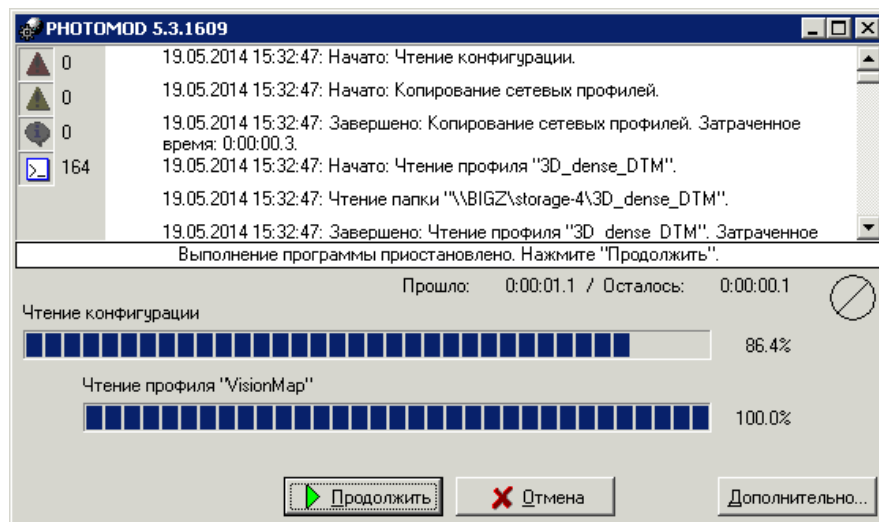 PHOTOMOD 5.3.1609
0
0
0
164
19.05.2014 15:32:47: Начато: Чтение конфигурации.
19.05.2014 15:32:47: Начато: Копирование сетевых профилей.
19.05.2014 15:32:47: Завершено: Копирование сетевых профилей. Затраченное
время: 0:00:00.3.
19.05.2014 15:32:47: Начато: Чтение профиля "3D_dense_DTM".
19.05.2014 15:32:47: Чтение папки "\\BIGZ\storage-4\3D_dense_DTM".
19.05.2014 15:32:47: Завершено: Чтение профиля "3D_dense_DTM". Затраченное
Выполнение программы приостановлено. Нажмите "Продолжить".
Прошло: 0:00:01.1 / Осталось: 0:00:00.1
Чтение конфигурации
86.4%
Чтение профиля "VisionMap"
100.0%
Продолжить
Отмена
Дополнительно...